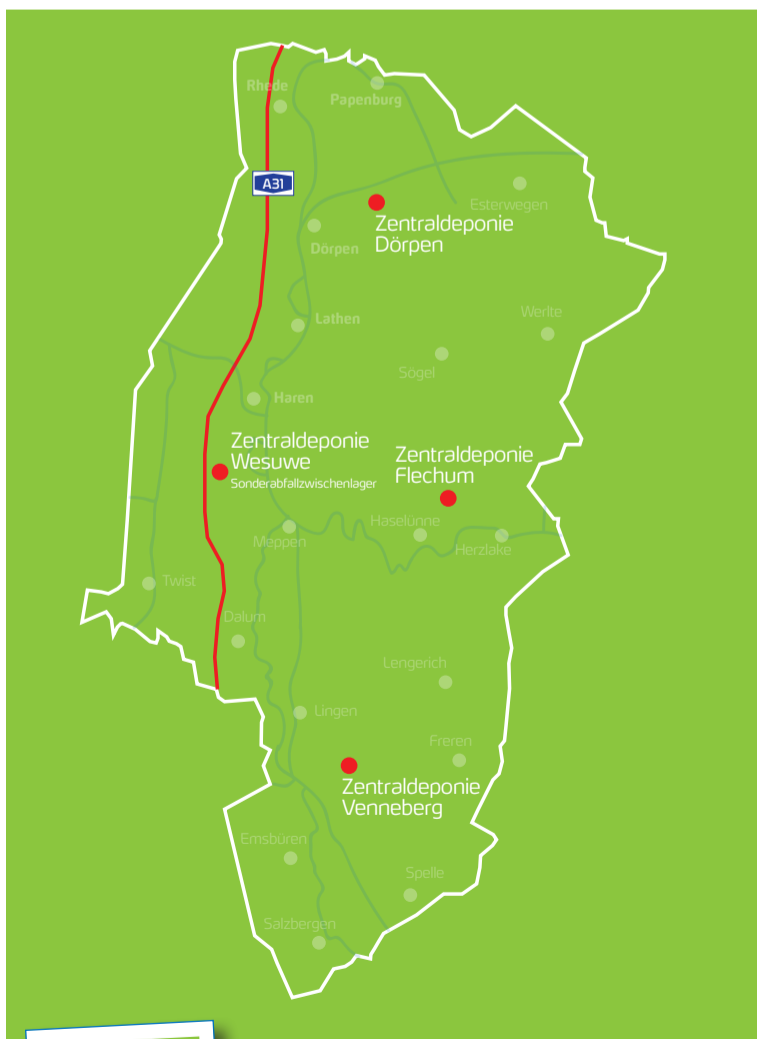 Rhede
Papenburg
A31
Esterwegen
Zentraldeponie
Dörpen
Dörpen
Lathen
Werlte
Sögel
Haren
Zentraldeponie
Wesuwe
Sonderabfallzwischenlager
Zentraldeponie
Flechum
Haselünne
Meppen
Herzlake
Twist
Dalum
Lengerich
Lingen
Freren
Zentraldeponie
Venneberg
Emsbüren
Spelle
Salzbergen